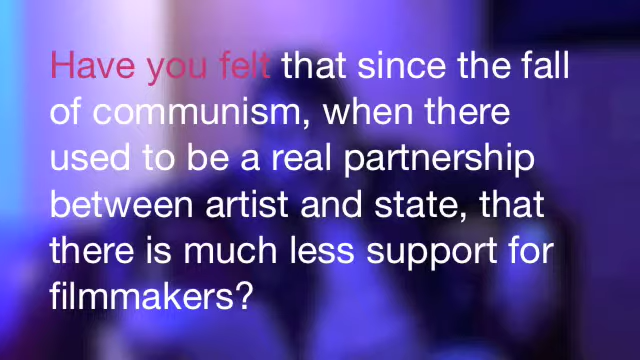 Have you felt that since the fall
of communism, when there
used to be a real partnership
between artist and state, that
there is much less support for
filmmakers?